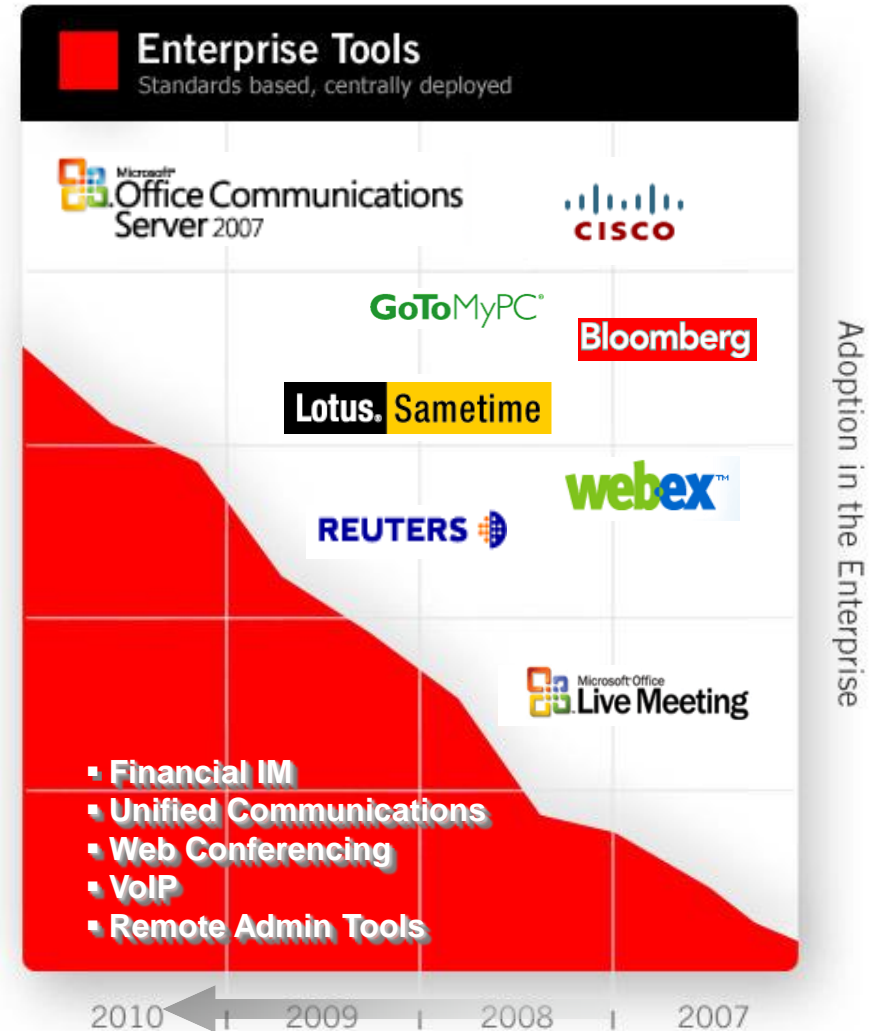 Enterprise Tools
Standards based, centrally deployed
Microsoft®
Office Communications
Server 2007
CISCO
GoToMyPC®
Bloomberg
Lotus. Sametime
webex™
REUTERS
Microsoft® Office
Live Meeting
Adoption in the Enterprise
▪ Financial IM
▪ Unified Communications
▪ Web Conferencing
▪ VoIP
▪ Remote Admin Tools
2010 2009 2008 2007